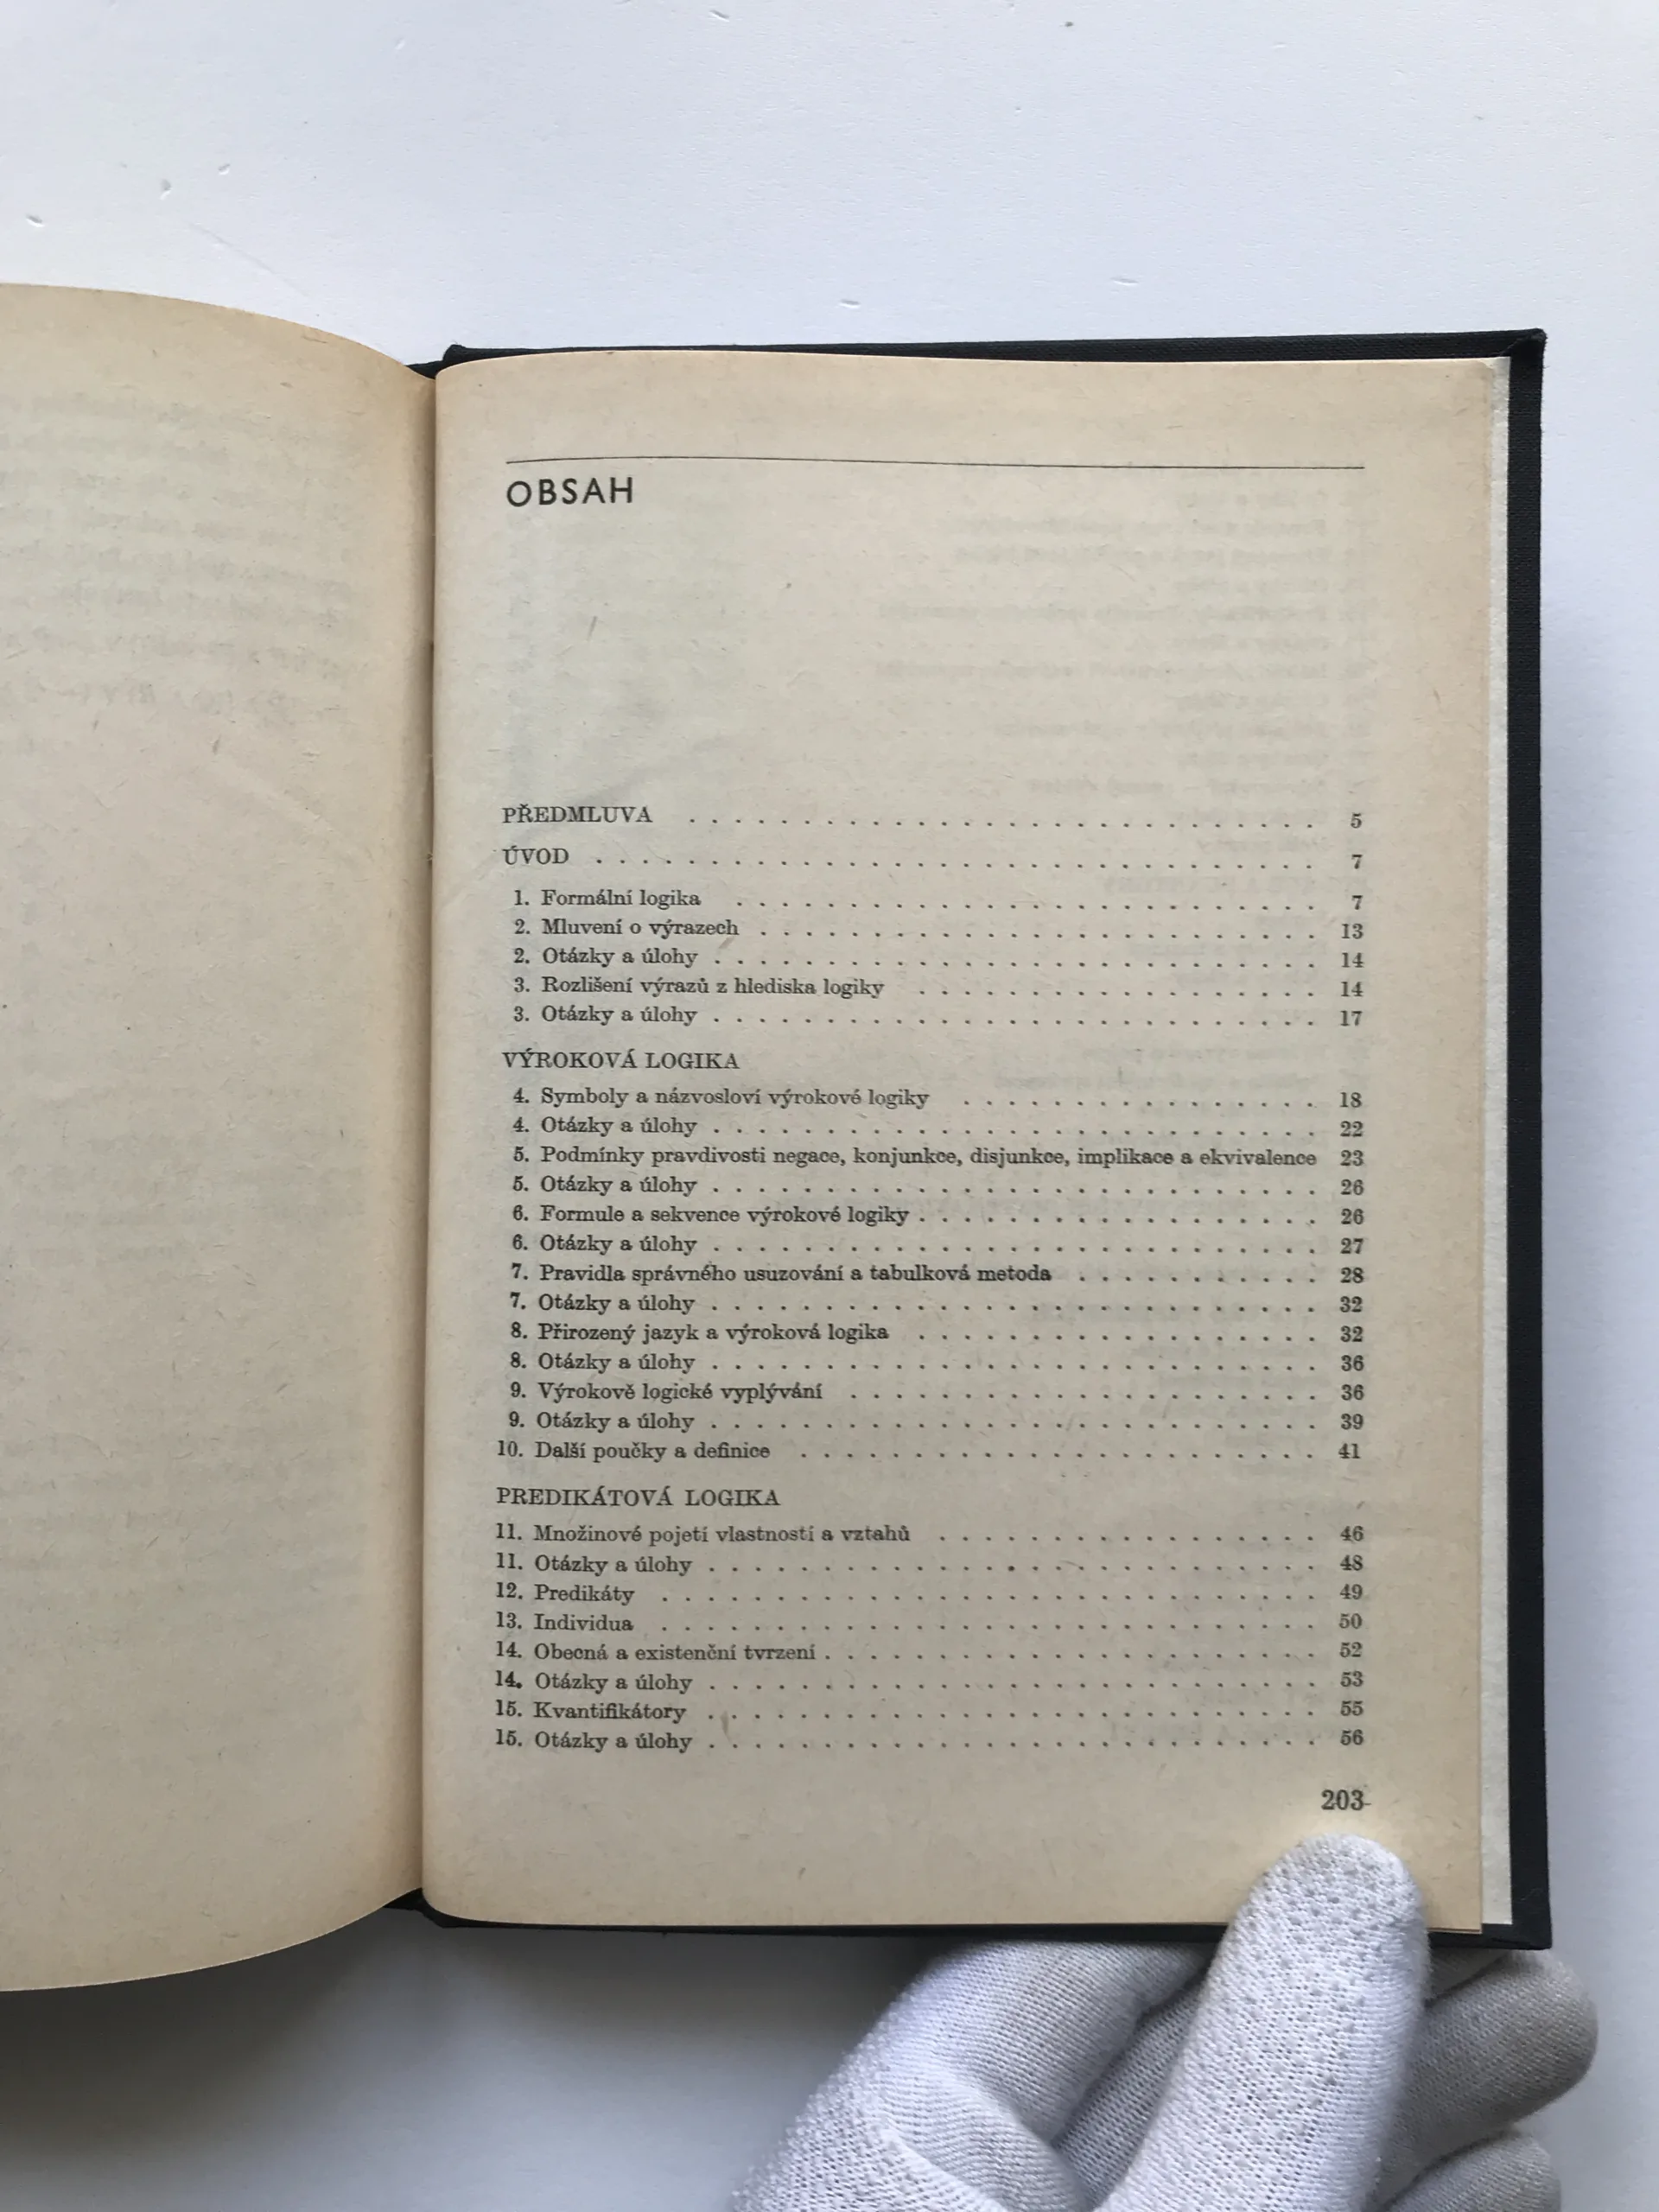 OBSAH
PŘEDMLUVA . . . . . . . . . . . . . . . . . . . . . . . . . . . . 5
ÚVOD . . . . . . . . . . . . . . . . . . . . . . . . . . . . . . . . 7
1. Formální logika . . . . . . . . . . . . . . . . . . . . . . . . . . 7
2. Mluvení o výrazech . . . . . . . . . . . . . . . . . . . . . . . . . 13
2. Otázky a úlohy . . . . . . . . . . . . . . . . . . . . . . . . . . . 14
3. Rozlišení výrazů z hlediska logiky . . . . . . . . . . . . . . . . . . 14
3. Otázky a úlohy . . . . . . . . . . . . . . . . . . . . . . . . . . . 17
VÝROKOVÁ LOGIKA
4. Symboly a názvosloví výrokové logiky . . . . . . . . . . . . . . . . 18
4. Otázky a úlohy . . . . . . . . . . . . . . . . . . . . . . . . . . . 22
5. Podmínky pravdivosti negace, konjunkce, disjunkce, implikace a ekvivalence 23
5. Otázky a úlohy . . . . . . . . . . . . . . . . . . . . . . . . . . . 26
6. Formule a sekvence výrokové logiky . . . . . . . . . . . . . . . . . . 26
6. Otázky a úlohy . . . . . . . . . . . . . . . . . . . . . . . . . . . 27
7. Pravidla správného usuzování a tabulková metoda . . . . . . . . . . . 28
7. Otázky a úlohy . . . . . . . . . . . . . . . . . . . . . . . . . . . 32
8. Přirozený jazyk a výroková logika . . . . . . . . . . . . . . . . . . 32
8. Otázky a úlohy . . . . . . . . . . . . . . . . . . . . . . . . . . . 36
9. Výrokově logické vyplývání . . . . . . . . . . . . . . . . . . . . . 36
9. Otázky a úlohy . . . . . . . . . . . . . . . . . . . . . . . . . . . 39
10. Další poučky a definice . . . . . . . . . . . . . . . . . . . . . . . 41
PREDIKÁTOVÁ LOGIKA
11. Množinové pojetí vlastností a vztahů . . . . . . . . . . . . . . . . . 46
11. Otázky a úlohy . . . . . . . . . . . . . . . . . . . . . . . . . . . 48
12. Predikáty . . . . . . . . . . . . . . . . . . . . . . . . . . . . . 49
13. Individua . . . . . . . . . . . . . . . . . . . . . . . . . . . . . 50
14. Obecná a existenční tvrzení . . . . . . . . . . . . . . . . . . . . . . 52
14. Otázky a úlohy . . . . . . . . . . . . . . . . . . . . . . . . . . . 53
15. Kvantifikátory . . . . . . . . . . . . . . . . . . . . . . . . . . . 55
15. Otázky a úlohy . . . . . . . . . . . . . . . . . . . . . . . . . . . 56
203